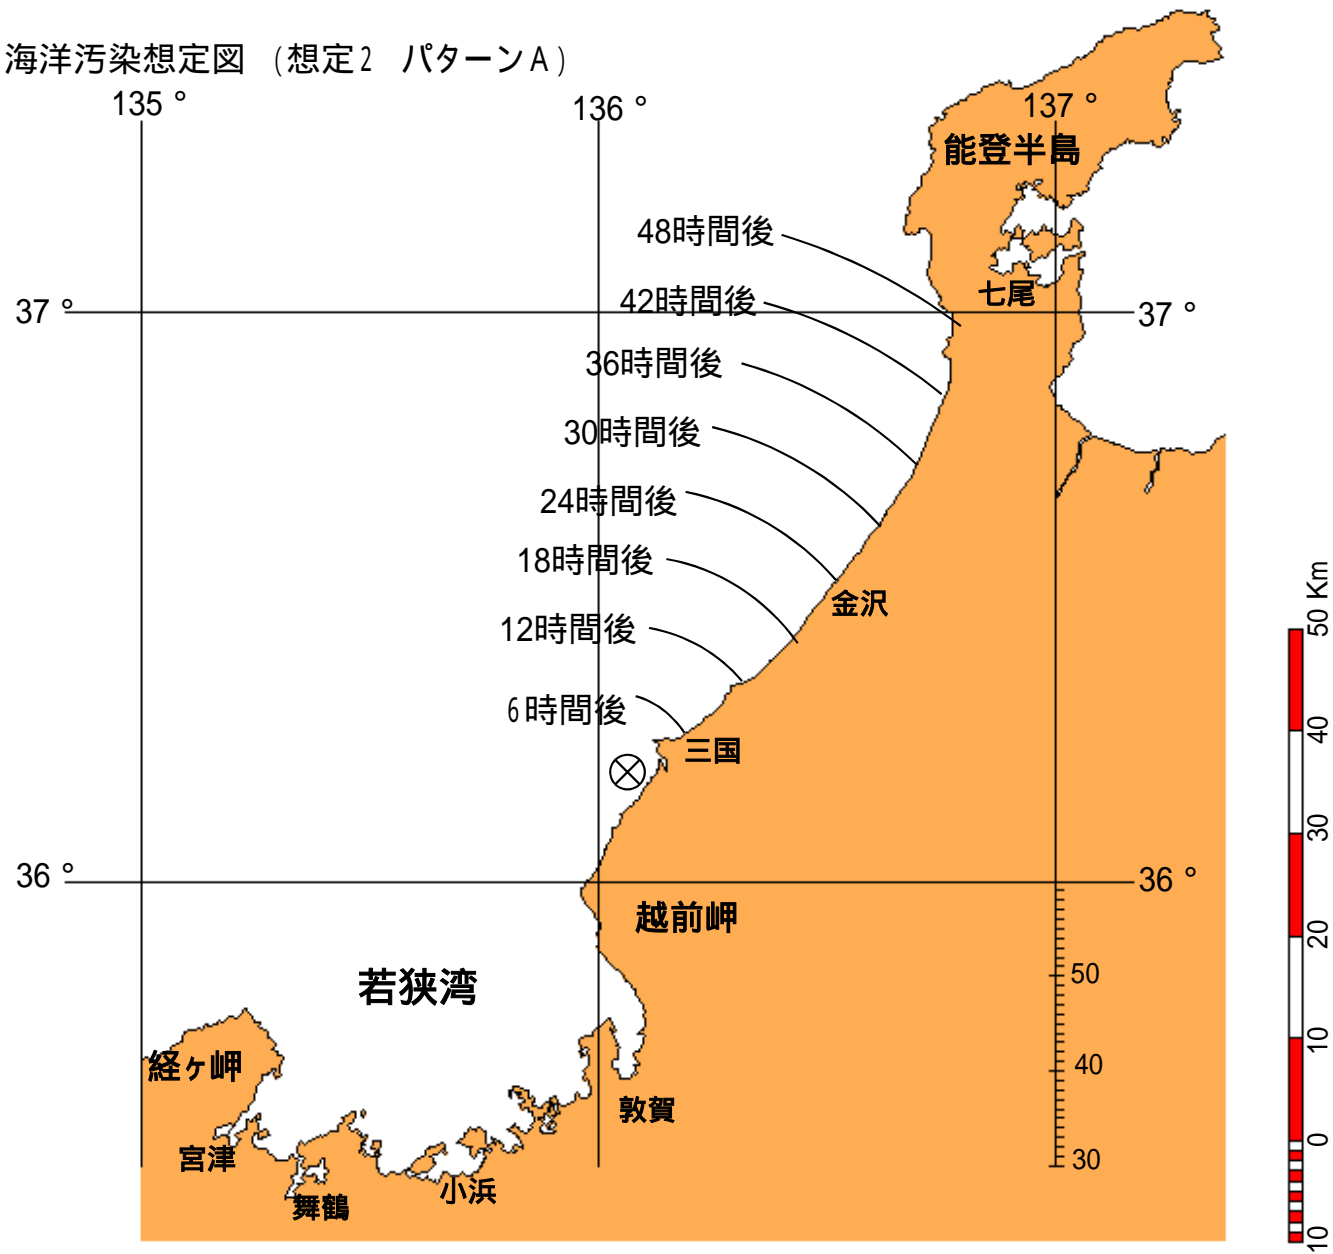 海洋汚染想定図 (想定2 パターンA)
135°
136°
137°
能登半島
48時間後
七尾
42時間後
37°
37°
36時間後
30時間後
24時間後
18時間後
金沢
12時間後
6時間後
三国
36°
36°
越前岬
若狭湾
50
経ヶ岬
40
敦賀
宮津
30
小浜
舞鶴
50 Km
40
30
20
10
0
10